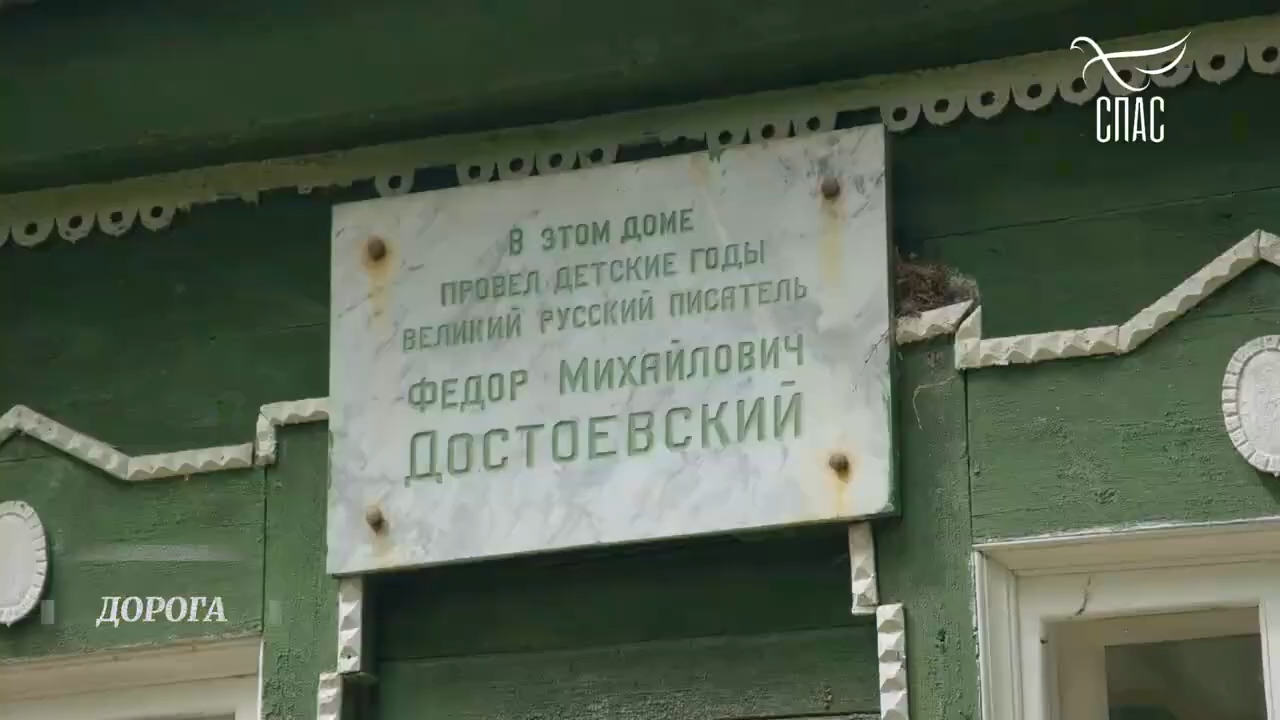 СПАС
В ЭТОМ ДОМЕ
ПРОВЕЛ ДЕТСКИЕ ГОДЫ
ВЕЛИКИЙ РУССКИЙ ПИСАТЕЛЬ
ФЕДОР МИХАЙЛОВИЧ
ДОСТОЕВСКИЙ
ДОРОГА